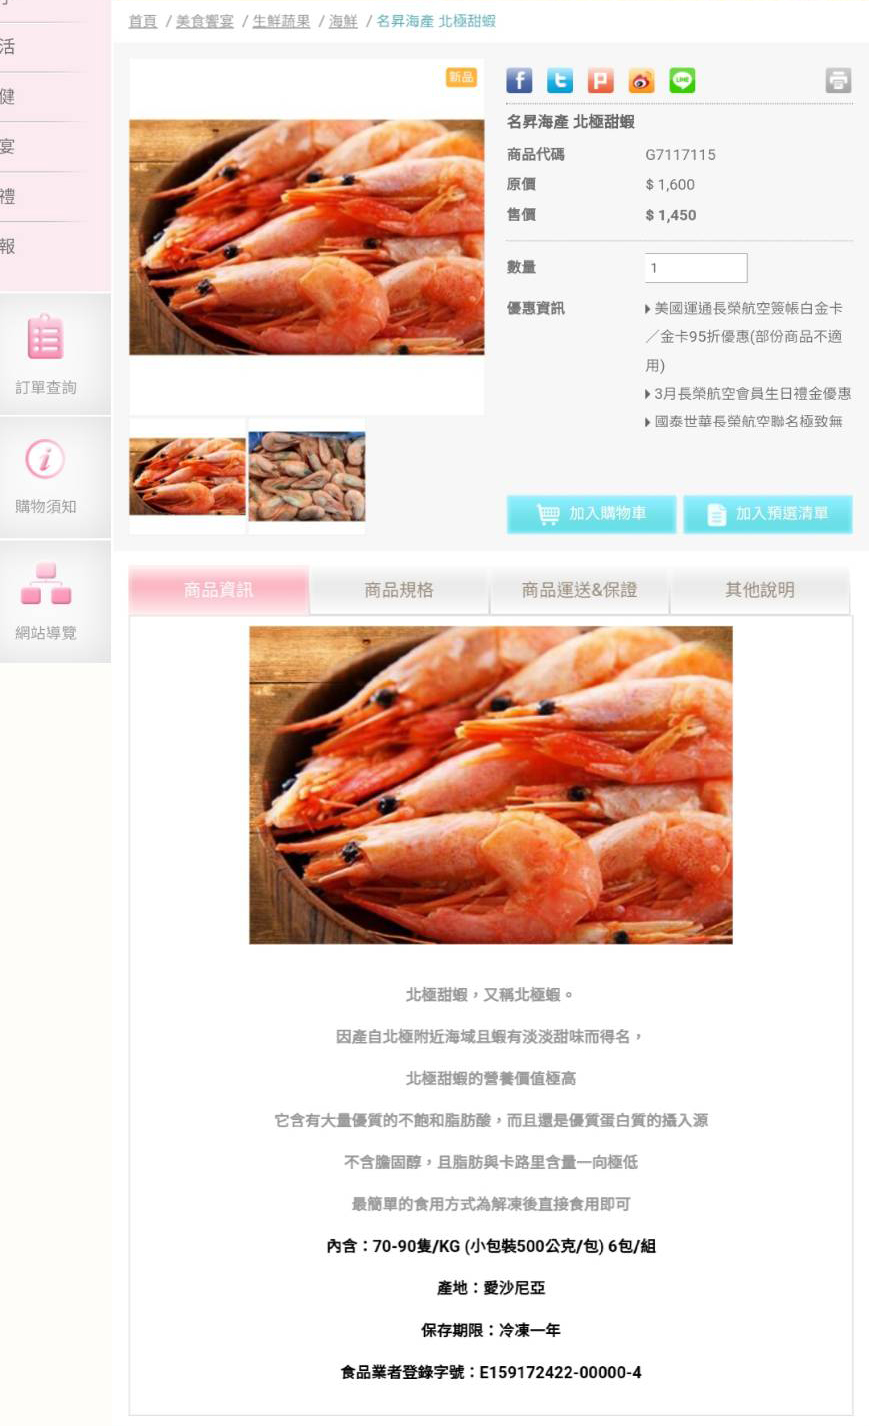 活
健
宴
禮
報
訂單查詢
購物須知
網站導覽
首頁 / 美食饗宴 / 生鮮蔬果 / 海鮮 / 名昇海產 北極甜蝦
新品
名昇海產 北極甜蝦
商品代碼 G7117115
原價 $ 1,600
售價 $ 1,450
數量 1
優惠資訊 美國運通長榮航空簽帳白金卡
／金卡95折優惠(部份商品不適
用)
3月長榮航空會員生日禮金優惠
國泰世華長榮航空聯名極致無
加入購物車 加入預選清單
商品資訊 商品規格 商品運送&保證 其他說明
北極甜蝦，又稱北極蝦。
因產自北極附近海域且蝦有淡淡甜味而得名，
北極甜蝦的營養價值極高
它含有大量優質的不飽和脂肪酸，而且還是優質蛋白質的攝入源
不含膽固醇，且脂肪與卡路里含量一向極低
最簡單的食用方式為解凍後直接食用即可
內含：70-90隻/KG (小包裝500公克/包) 6包/組
產地：愛沙尼亞
保存期限：冷凍一年
食品業者登錄字號：E159172422-00000-4